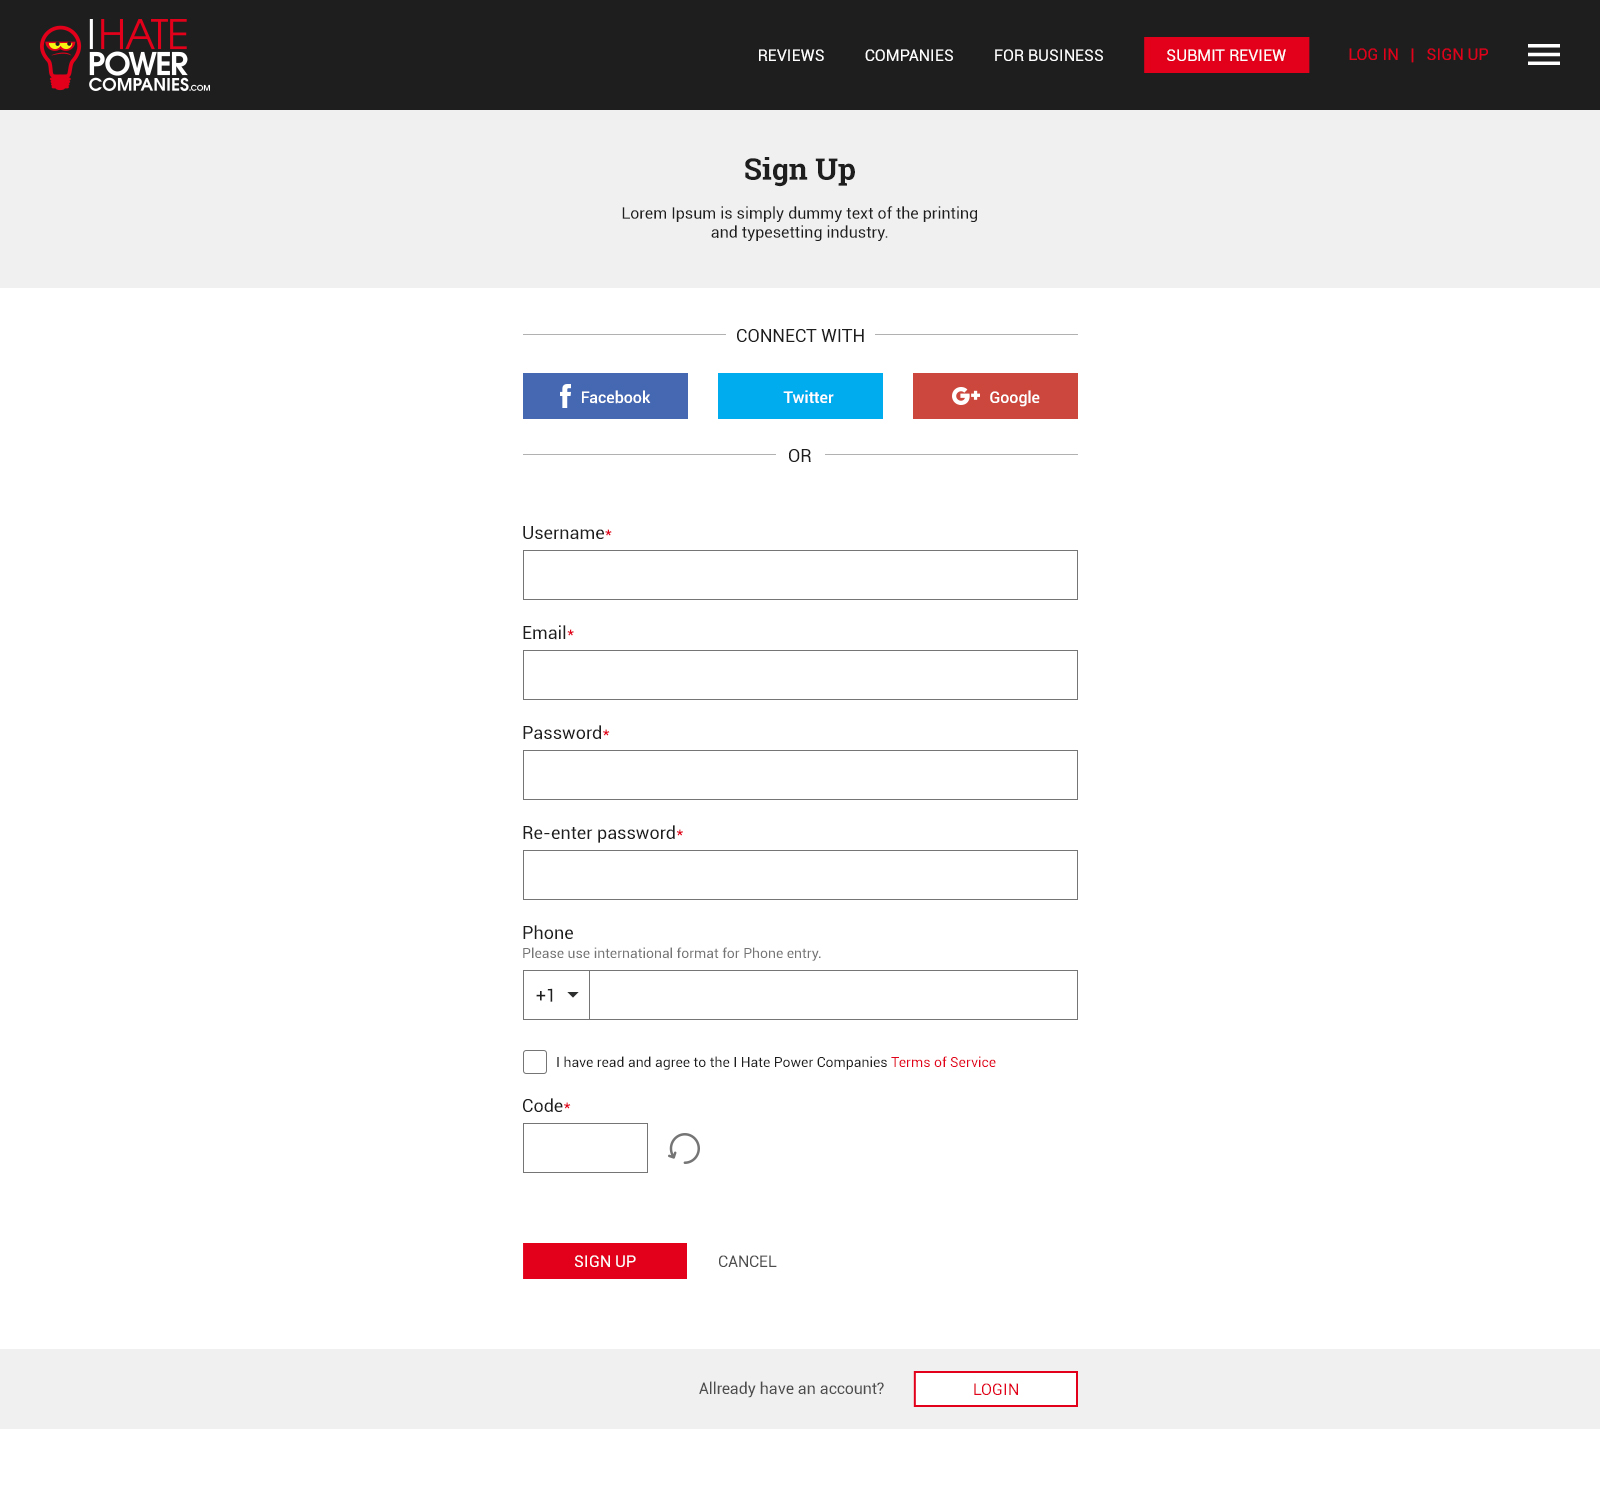 I HATE
POWER
COMPANIES.COM
REVIEWS COMPANIES FOR BUSINESS SUBMIT REVIEW LOG IN | SIGN UP
Sign Up
Lorem Ipsum is simply dummy text of the printing
and typesetting industry.
CONNECT WITH
Facebook Twitter G+ Google
OR
Username*
Email*
Password*
Re-enter password*
Phone
Please use international format for Phone entry.
+1
I have read and agree to the I Hate Power Companies Terms of Service
Code*
SIGN UP CANCEL
Allready have an account? LOGIN